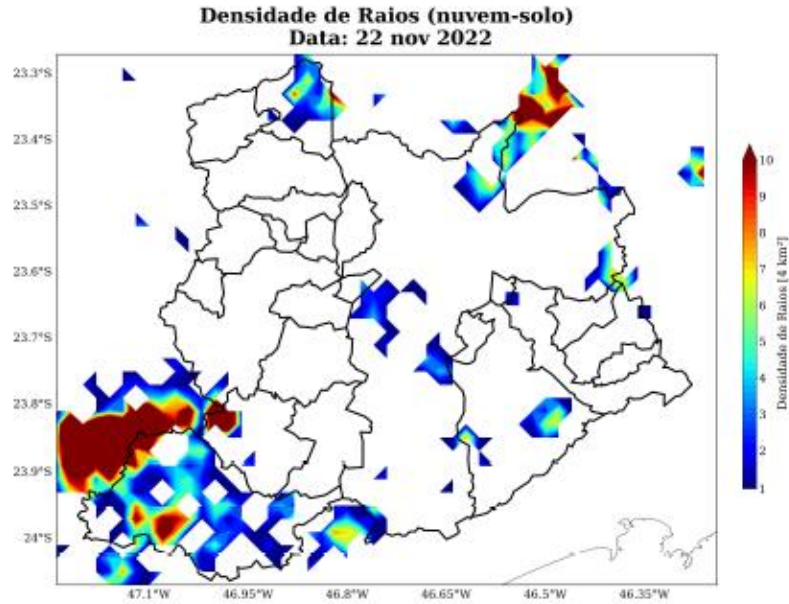 Densidade de Raios (nuvem-solo)
Data: 22 nov 2022
23.3°S
23.4°S
23.5°S
23.6°S
23.7°S
23.8°S
23.9°S
24°S
47.1°W
46.95°W
46.8°W
46.65°W
46.5°W
46.35°W
10
9
8
7
6
5
4
3
2
1
Densidade de Raios [4 km²]